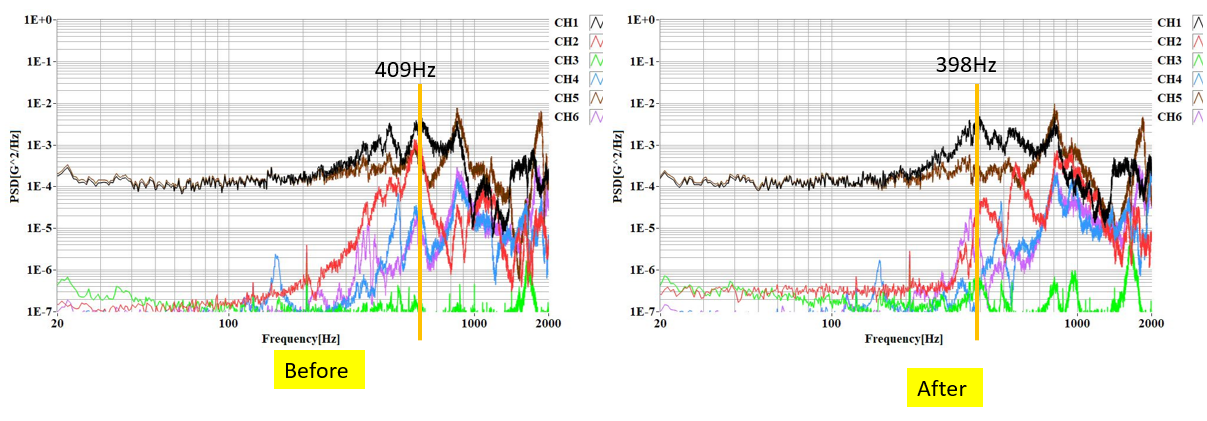 1E+0
1E-1
1E-2
1E-3
1E-4
1E-5
1E-6
1E-7
PSD[G^2/Hz]
20
100
1000
2000
Frequency[Hz]
409Hz
CH1
CH2
CH3
CH4
CH5
CH6
Before
1E+0
1E-1
1E-2
1E-3
1E-4
1E-5
1E-6
1E-7
PSD[G^2/Hz]
20
100
1000
2000
Frequency[Hz]
398Hz
CH1
CH2
CH3
CH4
CH5
CH6
After